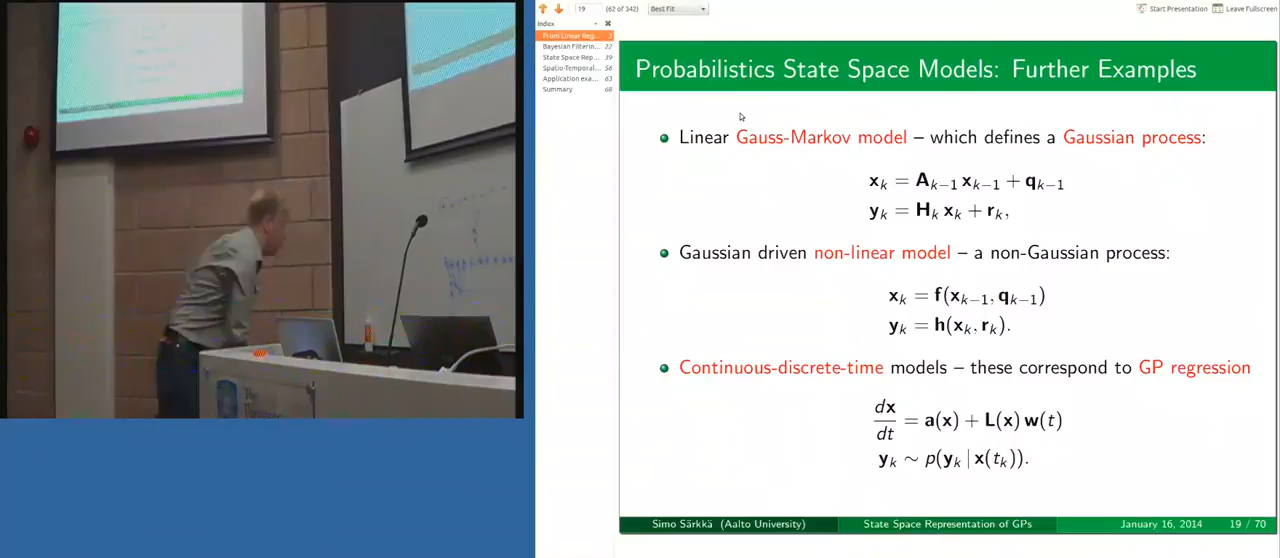 19 (62 of 342) Best Fit Start Presentation Leave Fullscreen
Index
From Linear Reg... 3
Bayesian Filterin... 22
State Space Rep... 39
Spatio-Temporal... 56
Application exa... 63
Summary 68
Probabilistics State Space Models: Further Examples
Linear Gauss-Markov model – which defines a Gaussian process:
x_k = A_{k−1} x_{k−1} + q_{k−1}
y_k = H_k x_k + r_k,
Gaussian driven non-linear model – a non-Gaussian process:
x_k = f(x_{k−1}, q_{k−1})
y_k = h(x_k, r_k).
Continuous-discrete-time models – these correspond to GP regression
dx/dt = a(x) + L(x) w(t)
y_k ∼ p(y_k | x(t_k)).
Simo Särkkä (Aalto University) State Space Representation of GPs January 16, 2014 19 / 70